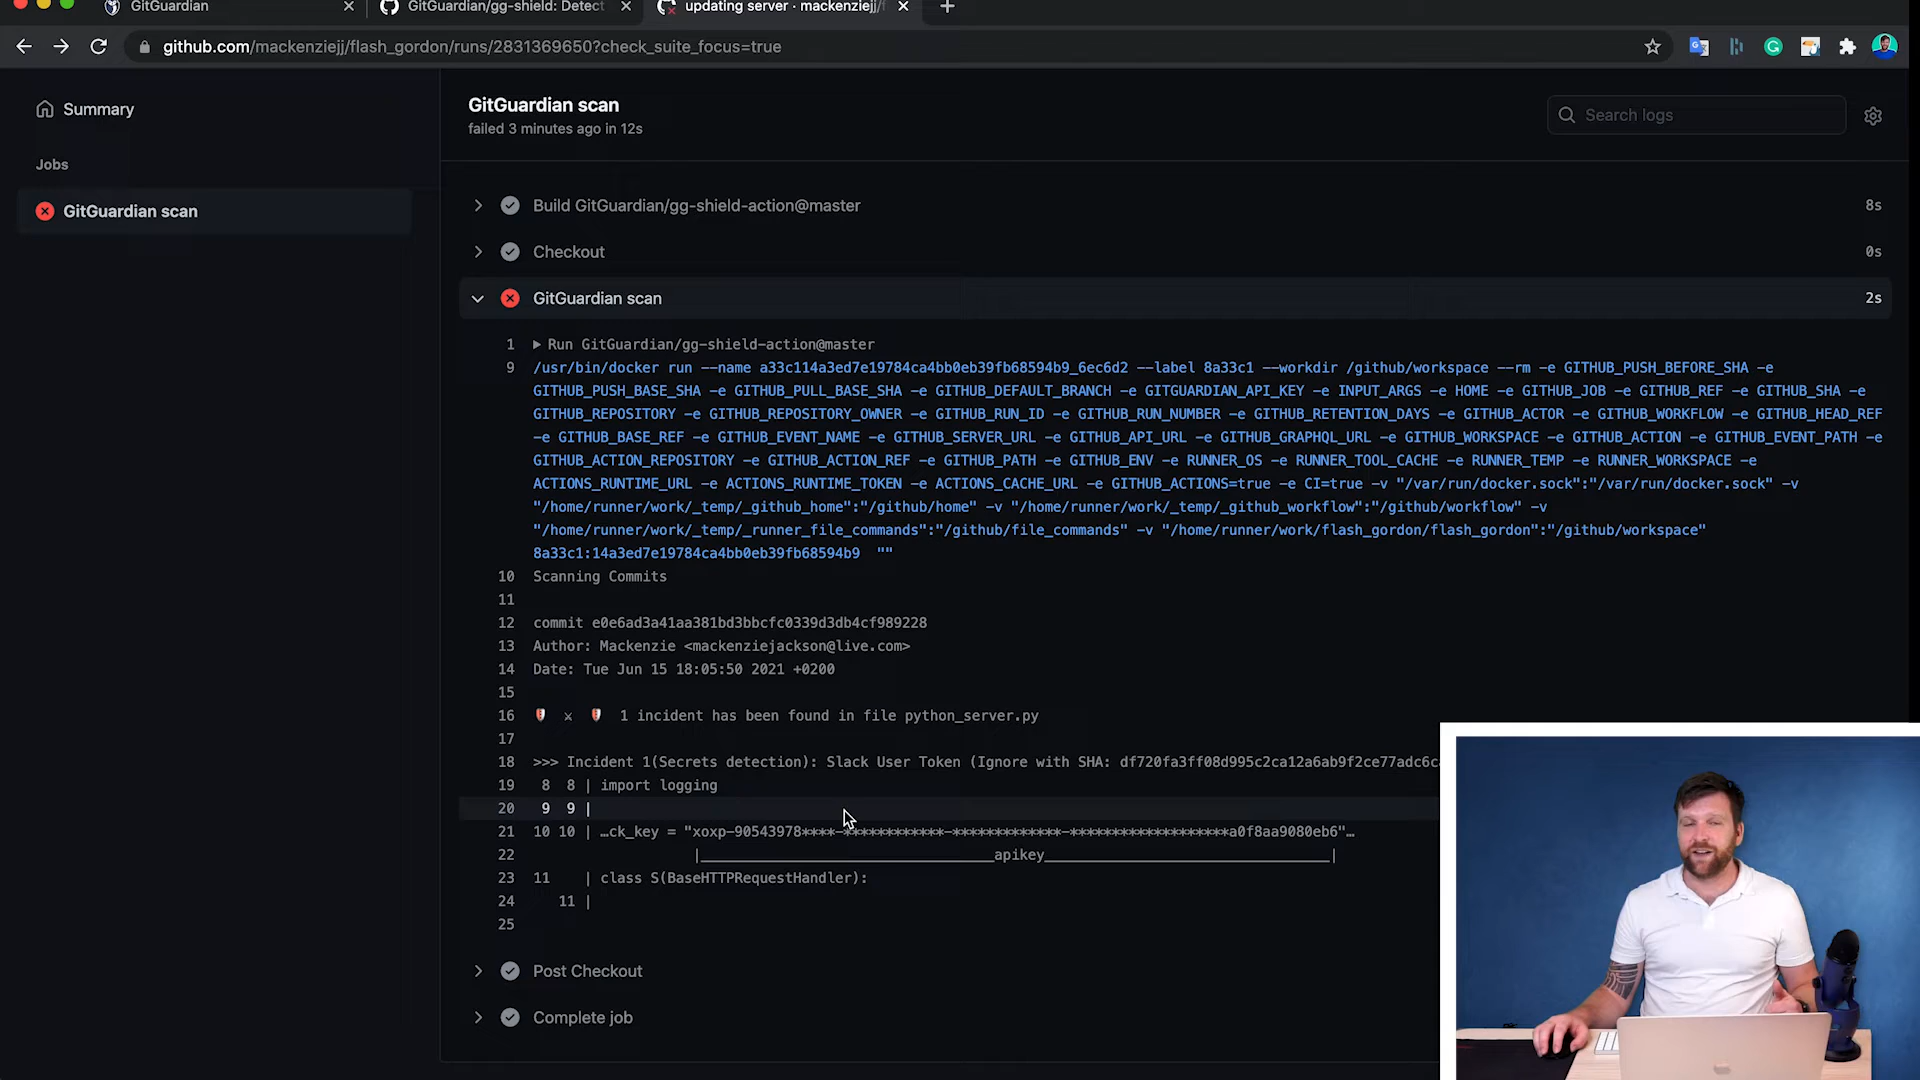 GitGuardian
GitGuardian/gg-shield: Detect
updating server · mackenziejj/f
github.com/mackenziejj/flash_gordon/runs/2831369650?check_suite_focus=true
Summary
Jobs
GitGuardian scan
GitGuardian scan
failed 3 minutes ago in 12s
Search logs
Build GitGuardian/gg-shield-action@master 8s
Checkout 0s
GitGuardian scan 2s
1 ▶ Run GitGuardian/gg-shield-action@master
9 /usr/bin/docker run --name a33c114a3ed7e19784ca4bb0eb39fb68594b9_6ec6d2 --label 8a33c1 --workdir /github/workspace --rm -e GITHUB_PUSH_BEFORE_SHA -e
GITHUB_PUSH_BASE_SHA -e GITHUB_PULL_BASE_SHA -e GITHUB_DEFAULT_BRANCH -e GITGUARDIAN_API_KEY -e INPUT_ARGS -e HOME -e GITHUB_JOB -e GITHUB_REF -e GITHUB_SHA -e
GITHUB_REPOSITORY -e GITHUB_REPOSITORY_OWNER -e GITHUB_RUN_ID -e GITHUB_RUN_NUMBER -e GITHUB_RETENTION_DAYS -e GITHUB_ACTOR -e GITHUB_WORKFLOW -e GITHUB_HEAD_REF
-e GITHUB_BASE_REF -e GITHUB_EVENT_NAME -e GITHUB_SERVER_URL -e GITHUB_API_URL -e GITHUB_GRAPHQL_URL -e GITHUB_WORKSPACE -e GITHUB_ACTION -e GITHUB_EVENT_PATH -e
GITHUB_ACTION_REPOSITORY -e GITHUB_ACTION_REF -e GITHUB_PATH -e GITHUB_ENV -e RUNNER_OS -e RUNNER_TOOL_CACHE -e RUNNER_TEMP -e RUNNER_WORKSPACE -e
ACTIONS_RUNTIME_URL -e ACTIONS_RUNTIME_TOKEN -e ACTIONS_CACHE_URL -e GITHUB_ACTIONS=true -e CI=true -v "/var/run/docker.sock":"/var/run/docker.sock" -v
"/home/runner/work/_temp/_github_home":"/github/home" -v "/home/runner/work/_temp/_github_workflow":"/github/workflow" -v
"/home/runner/work/_temp/_runner_file_commands":"/github/file_commands" -v "/home/runner/work/flash_gordon/flash_gordon":"/github/workspace"
8a33c1:14a3ed7e19784ca4bb0eb39fb68594b9 ""
10 Scanning Commits
11
12 commit e0e6ad3a41aa381bd3bbcfc0339d3db4cf989228
13 Author: Mackenzie <mackenziejackson@live.com>
14 Date: Tue Jun 15 18:05:50 2021 +0200
15
16 1 incident has been found in file python_server.py
17
18 >>> Incident 1(Secrets detection): Slack User Token (Ignore with SHA: df720fa3ff08d995c2ca12a6ab9f2ce77adc6c
19 8 8 | import logging
20 9 9 |
21 10 10 | …ck_key = "xoxp-90543978****-************-*************-*******************a0f8aa9080eb6"…
22 |___________________________________apikey__________________________________|
23 11 | class S(BaseHTTPRequestHandler):
24 11 |
25
Post Checkout
Complete job